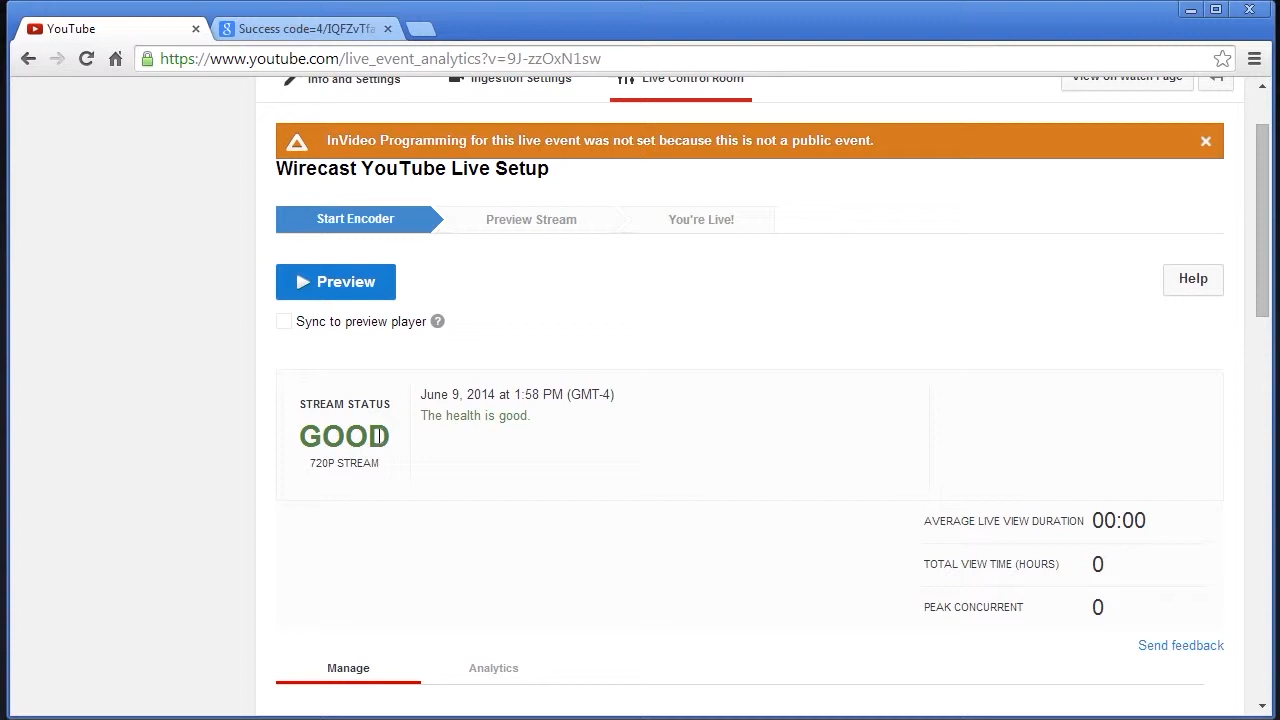 YouTube
Success code=4/IQFZvTfa
https://www.youtube.com/live_event_analytics?v=9J-zzOxN1sw
Info and Settings
Ingestion Settings
Live Control Room
View on Watch Page
InVideo Programming for this live event was not set because this is not a public event.
Wirecast YouTube Live Setup
Start Encoder
Preview Stream
You're Live!
Preview
Help
Sync to preview player ?
STREAM STATUS
GOOD
720P STREAM
June 9, 2014 at 1:58 PM (GMT-4)
The health is good.
AVERAGE LIVE VIEW DURATION 00:00
TOTAL VIEW TIME (HOURS) 0
PEAK CONCURRENT 0
Send feedback
Manage
Analytics